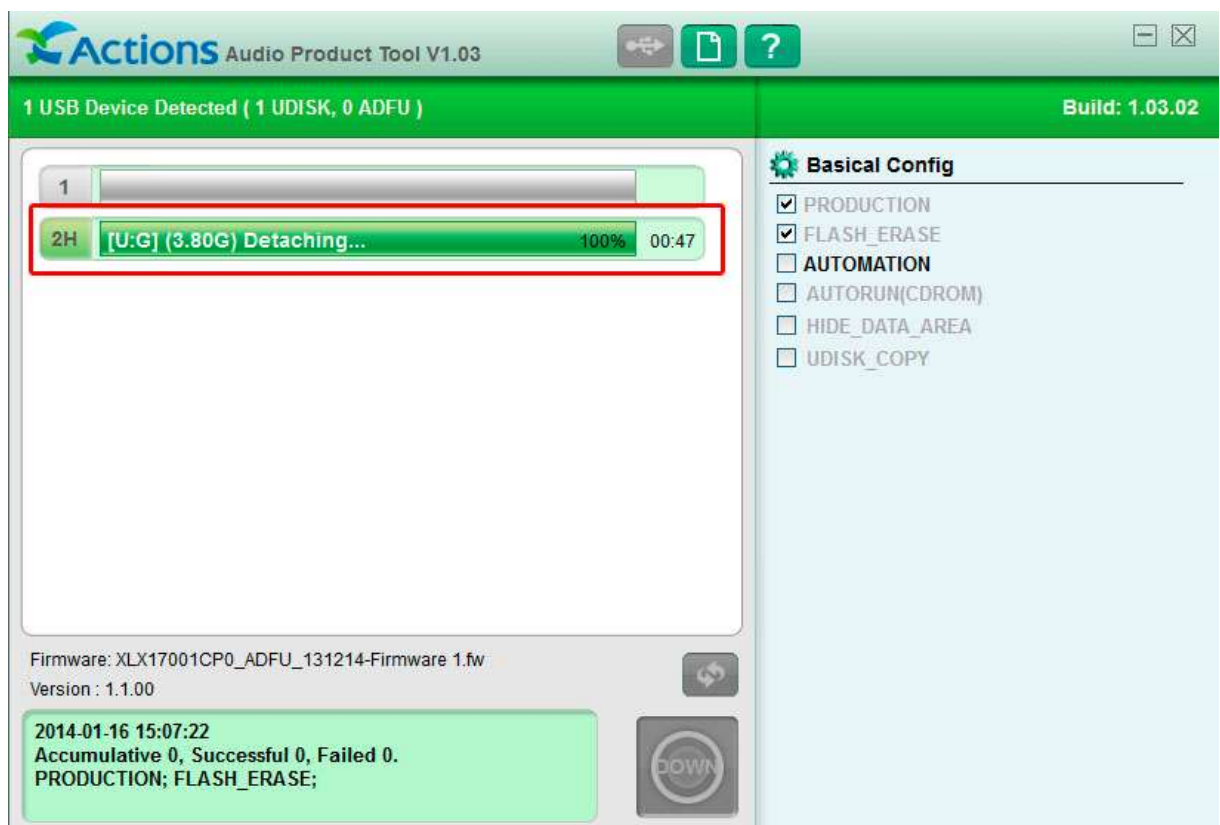 Actions Audio Product Tool V1.03
?
1 USB Device Detected ( 1 UDISK, 0 ADFU )
Build: 1.03.02
1
2H [U:G] (3.80G) Detaching... 100% 00:47
Basical Config
PRODUCTION
FLASH_ERASE
AUTOMATION
AUTORUN(CDROM)
HIDE_DATA_AREA
UDISK_COPY
Firmware: XLX17001CP0_ADFU_131214-Firmware 1.fw
Version : 1.1.00
2014-01-16 15:07:22
Accumulative 0, Successful 0, Failed 0.
PRODUCTION; FLASH_ERASE;
DOWN